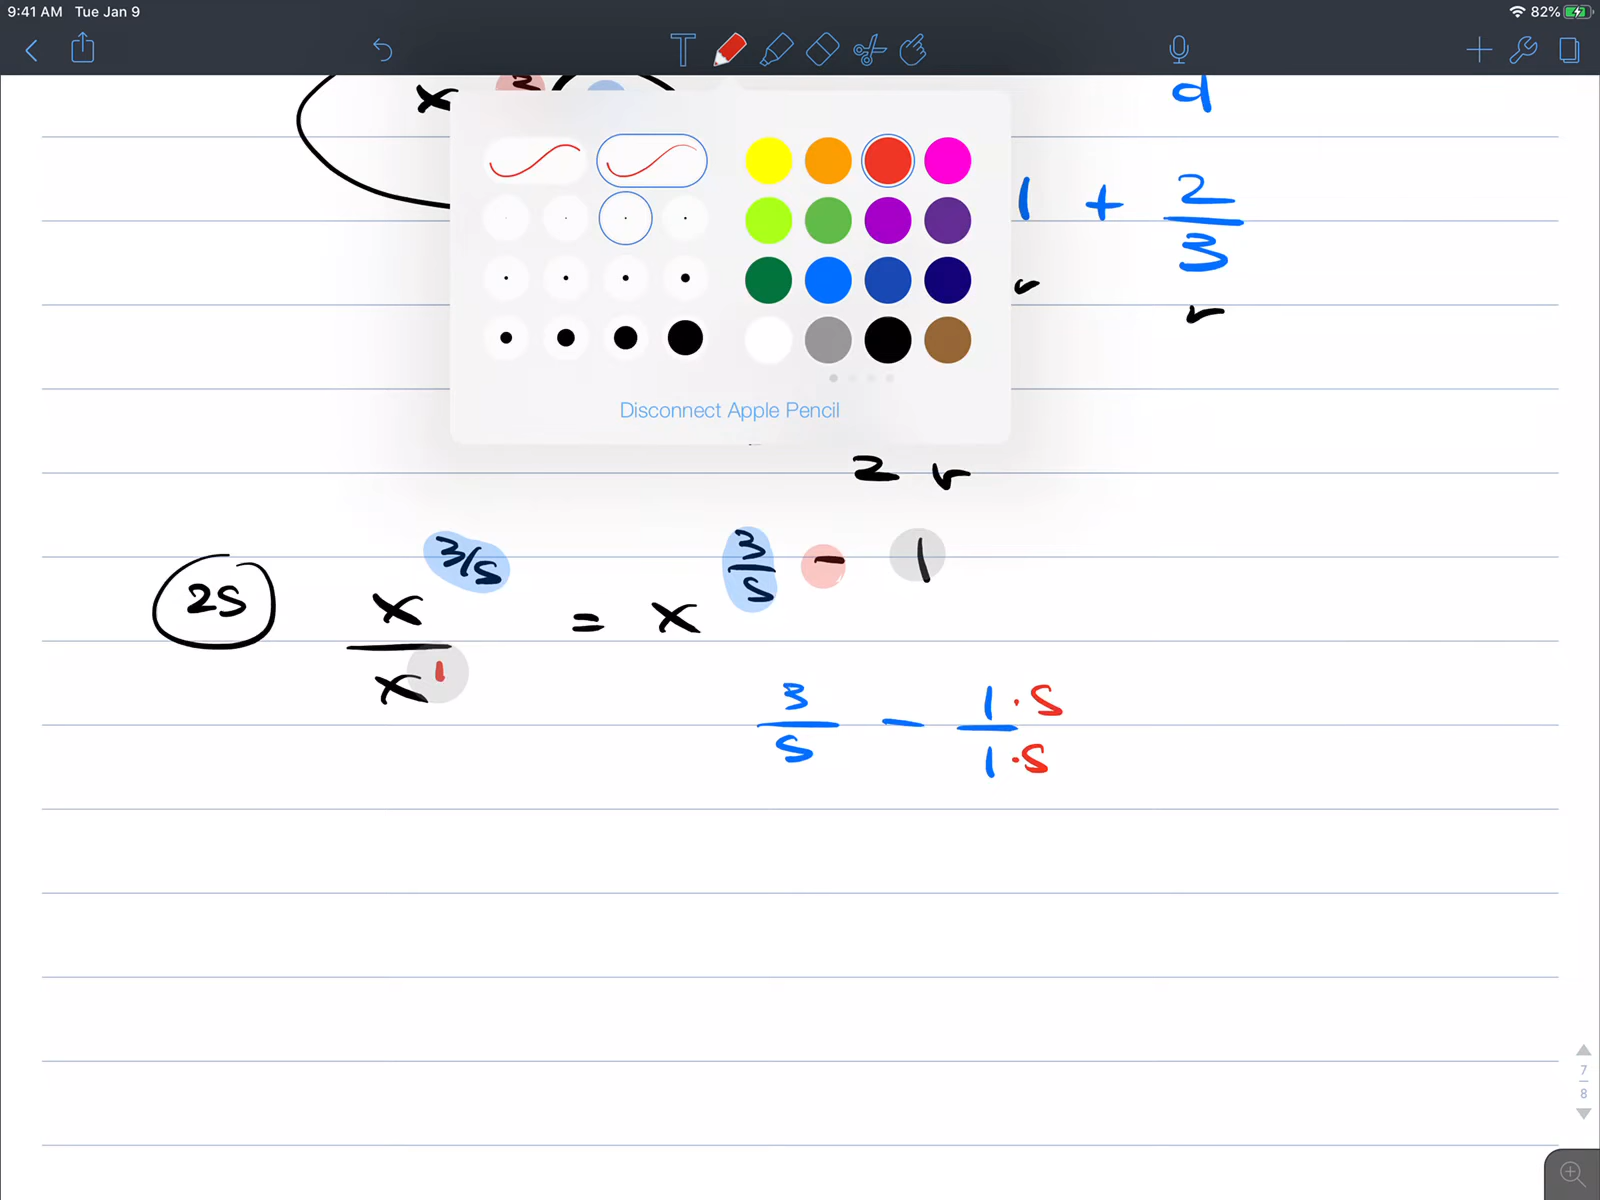 9:41 AM Tue Jan 9 82%
T
x d
1 + 2/3
r r
Disconnect Apple Pencil
2 r
25 x^3/5 / x^1 = x^3/5 - 1
3/5 - 1·5/1·5
7
8